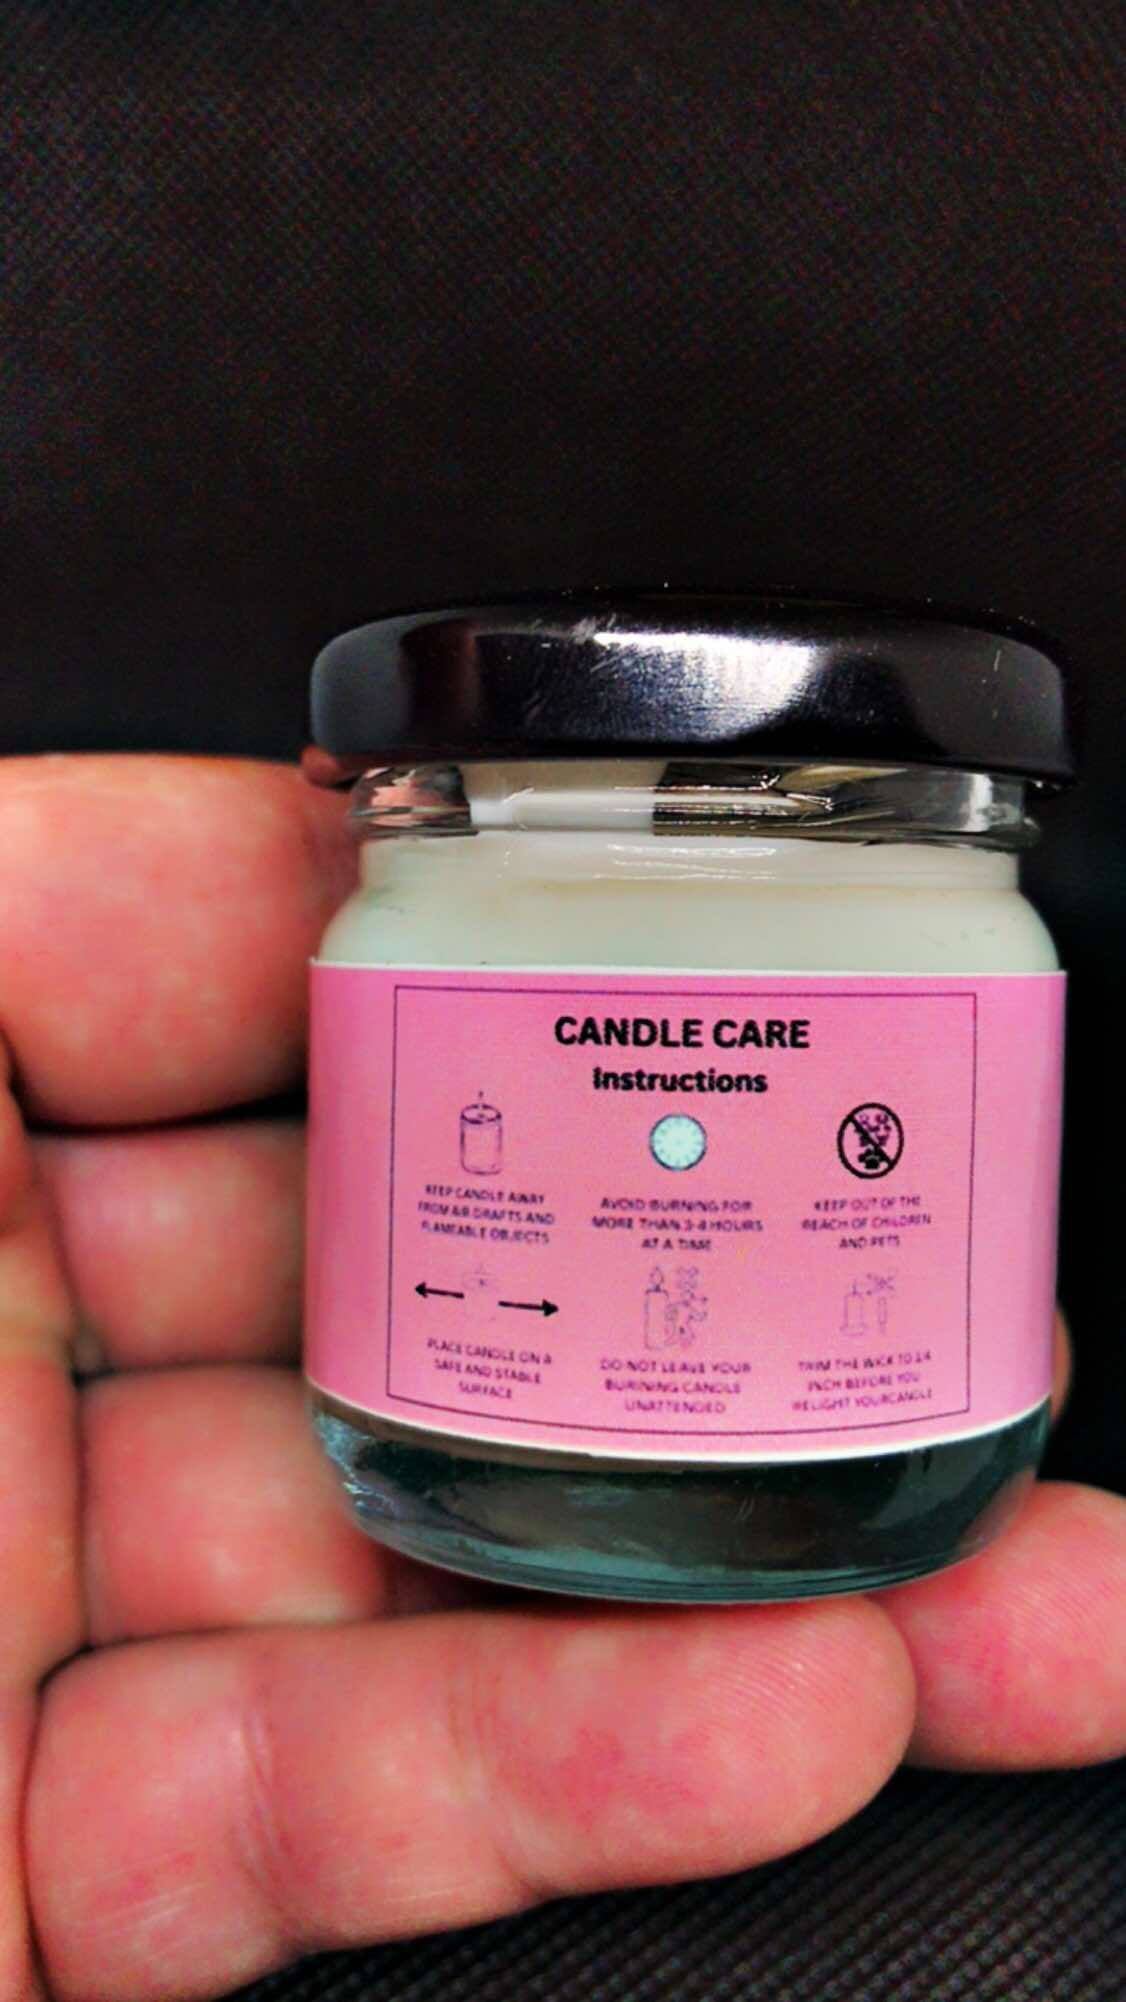 CANDLE CARE
Instructions
KEEP CANDLE AWAY
FROM AIR DRAFTS AND
FLAMEABLE OBJECTS
AVOID BURNING FOR
MORE THAN 3-4 HOURS
AT A TIME
KEEP OUT OF THE
REACH OF CHILDREN
AND PETS
PLACE CANDLE ON A
SAFE AND STABLE
SURFACE
DO NOT LEAVE YOUR
BURINING CANDLE
UNATTENDED
TRIM THE WICK TO 1/4
INCH BEFORE YOU
RELIGHT YOURCANDLE